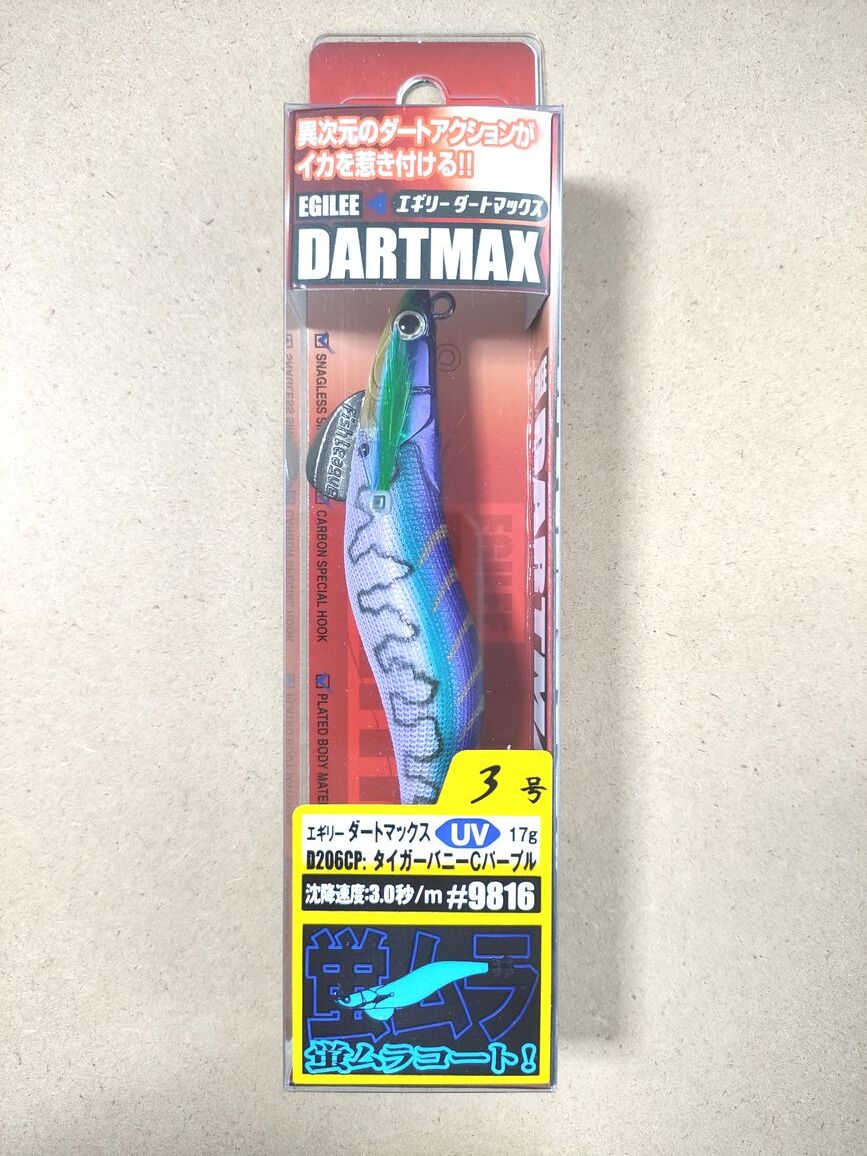 異次元のダートアクションが
イカを惹き付ける!!
EGILEE エギリーダートマックス
DARTMAX
SNAGLESS
Fish League
CARBON SPECIAL HOOK
PLATED BODY
EGILEE
DARTM
3号
エギリー ダートマックス UV 17g
D206CP: タイガーバニーCパープル
沈降速度:3.0秒/m #9816
蛍ムラ
蛍ムラコート!